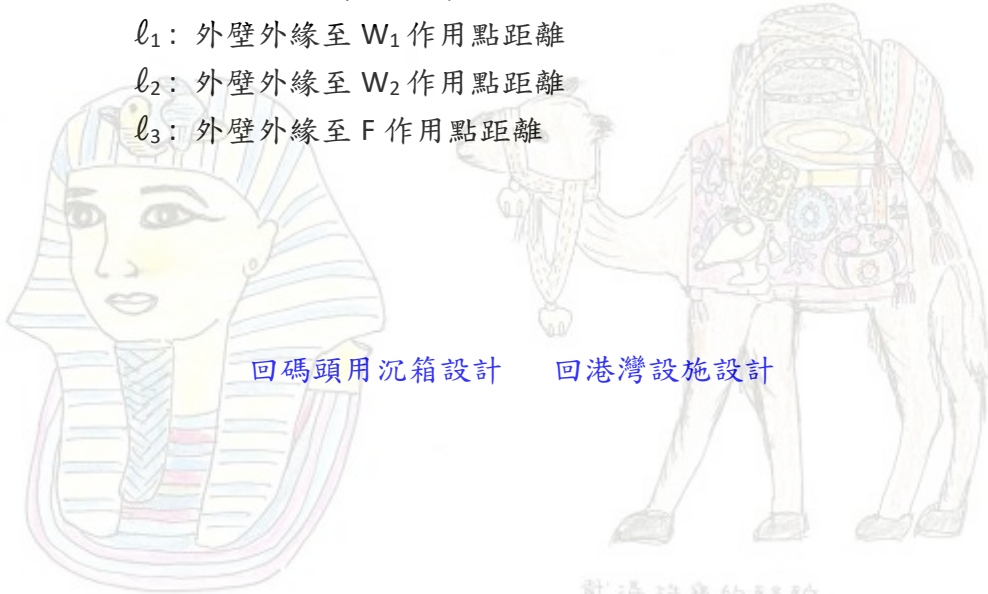 ℓ₁：外壁外緣至 W₁ 作用點距離
ℓ₂：外壁外緣至 W₂ 作用點距離
ℓ₃：外壁外緣至 F 作用點距離
回碼頭用沉箱設計 回港灣設施設計